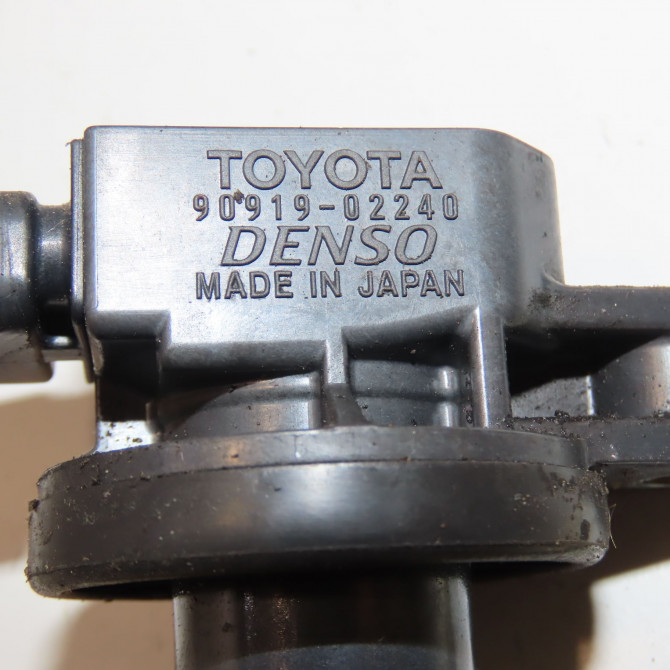 TOYOTA
90919-02240
DENSO
MADE IN JAPAN